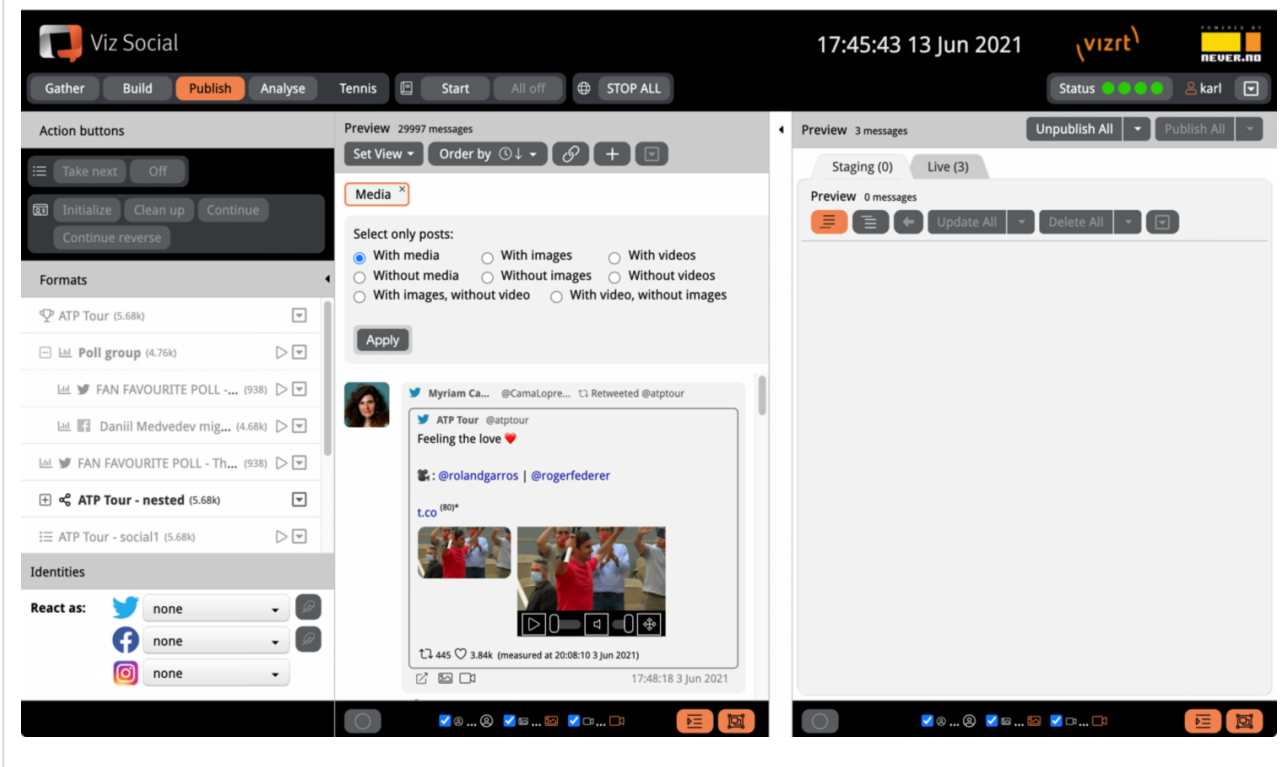 Viz Social
17:45:43 13 Jun 2021
vizrt
POWERED BY
never.no
Gather Build Publish Analyse Tennis Start All off STOP ALL
Status karl
Action buttons
Take next Off
Initialize Clean up Continue
Continue reverse
Formats
ATP Tour (5.68k)
Poll group (4.76k)
FAN FAVOURITE POLL -... (938)
Daniil Medvedev mig... (4.68k)
FAN FAVOURITE POLL - Th... (938)
ATP Tour - nested (5.68k)
ATP Tour - social1 (5.68k)
Identities
React as: none
none
none
Preview 29997 messages
Set View Order by
Media ×
Select only posts:
With media With images With videos
Without media Without images Without videos
With images, without video With video, without images
Apply
Myriam Ca... @CamaLopre... Retweeted @atptour
ATP Tour @atptour
Feeling the love ❤️
🎥: @rolandgarros | @rogerfederer
t.co (80)*
445 3.84k (measured at 20:08:10 3 Jun 2021)
17:48:18 3 Jun 2021
... ... ...
Preview 3 messages
Unpublish All Publish All
Staging (0) Live (3)
Preview 0 messages
Update All Delete All
... ... ...